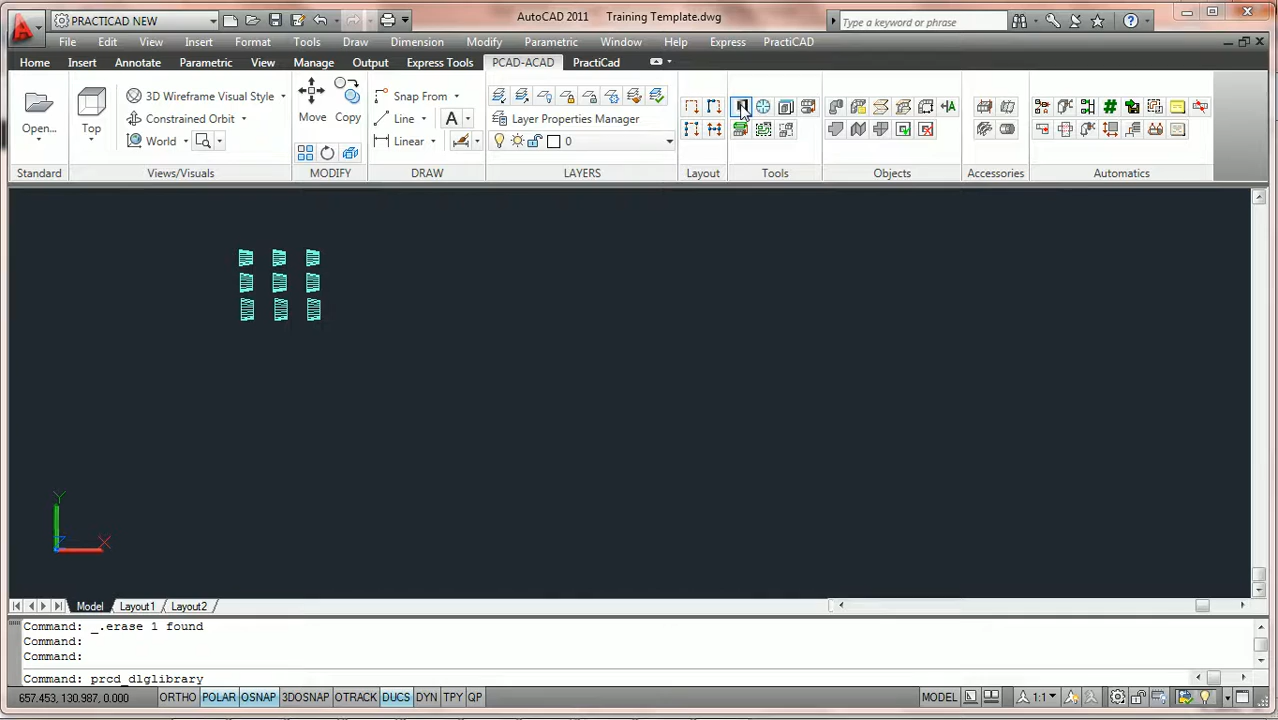 PRACTICAD NEW
AutoCAD 2011 Training Template.dwg
Type a keyword or phrase
File Edit View Insert Format Tools Draw Dimension Modify Parametric Window Help Express PractiCAD
Home Insert Annotate Parametric View Manage Output Express Tools PCAD-ACAD PractiCad
3D Wireframe Visual Style
Snap From
Open... Top Constrained Orbit Move Copy Line A Layer Properties Manager
World Linear 0
Standard Views/Visuals MODIFY DRAW LAYERS Layout Tools Objects Accessories Automatics
Y
X
Model Layout1 Layout2
Command: _.erase 1 found
Command:
Command:
Command: prcd_dlglibrary
657.453, 130.987, 0.000 ORTHO POLAR OSNAP 3DOSNAP OTRACK DUCS DYN TPY QP MODEL 1:1